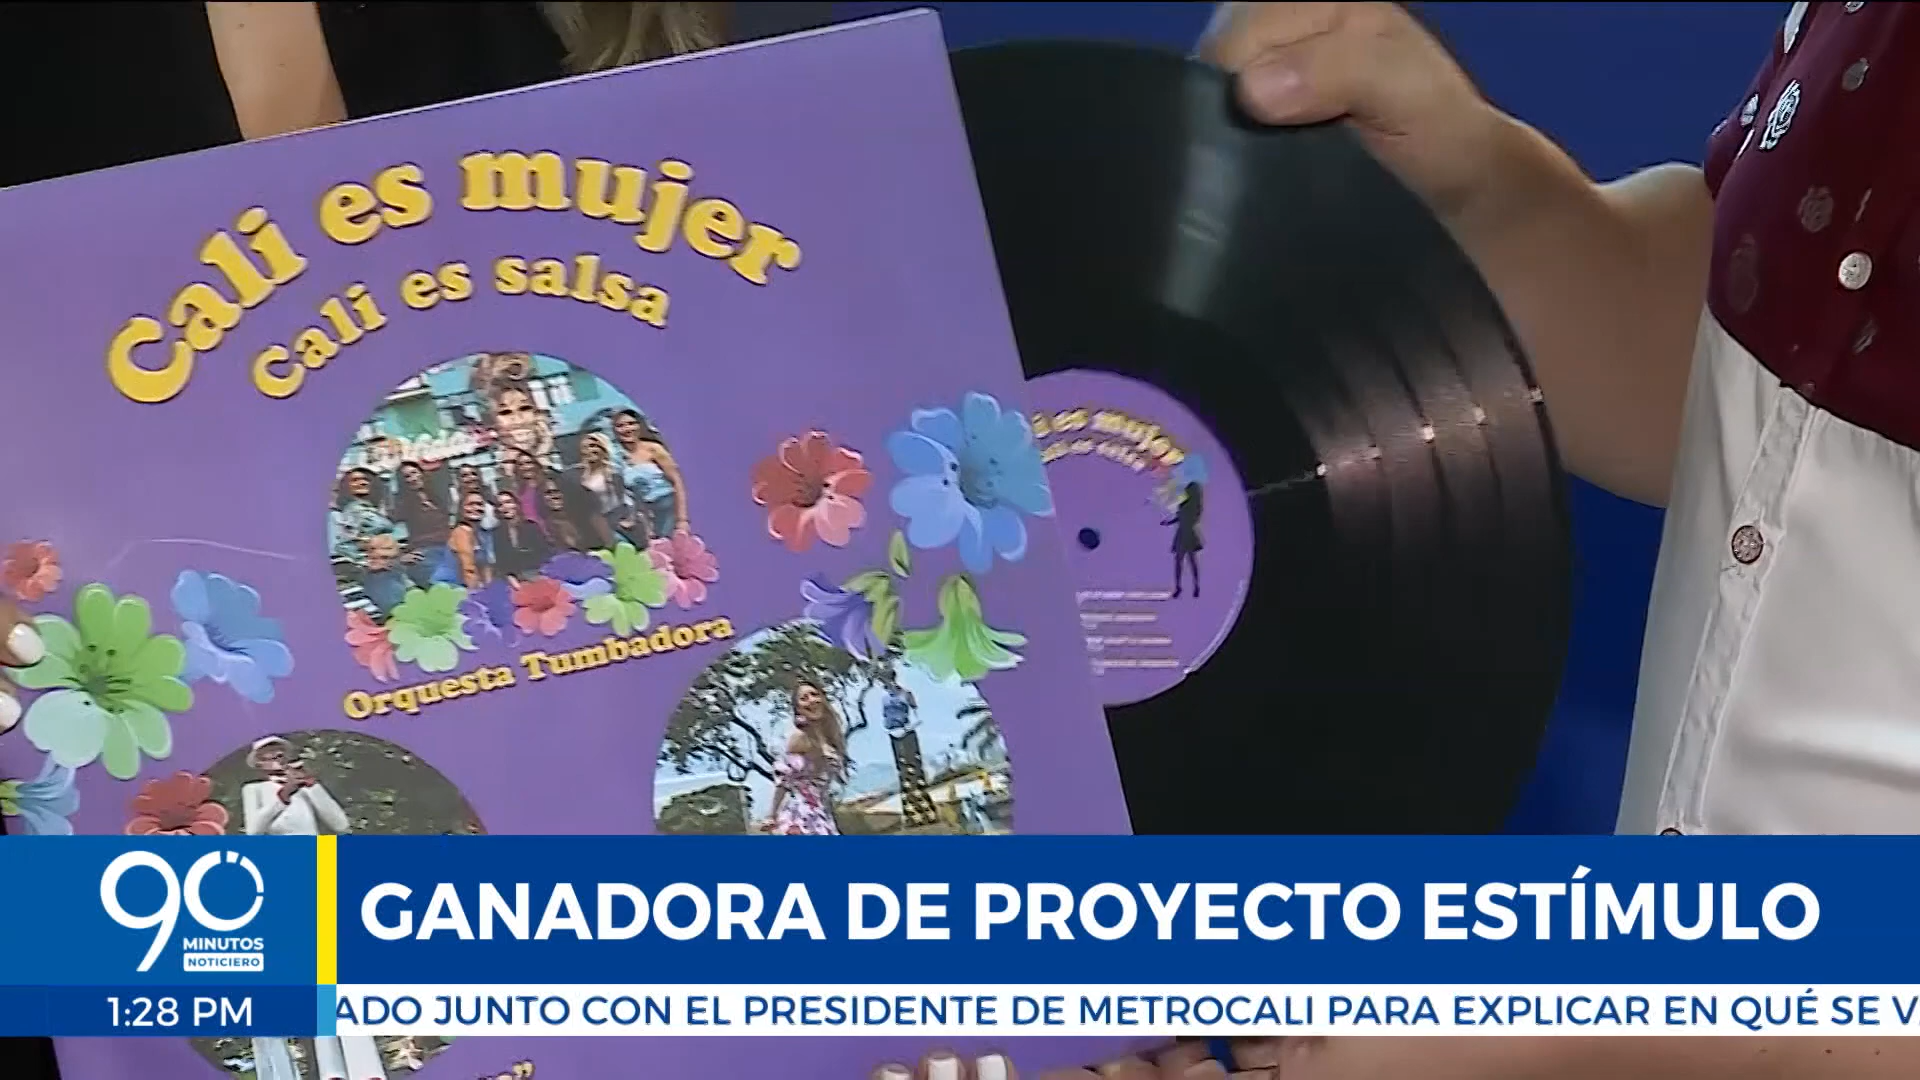 Cali es mujer
Cali es salsa
es mujer
Orquesta Tumbadora
90
MINUTOS
NOTICIERO
GANADORA DE PROYECTO ESTÍMULO
1:28 PM
ADO JUNTO CON EL PRESIDENTE DE METROCALI PARA EXPLICAR EN QUÉ SE